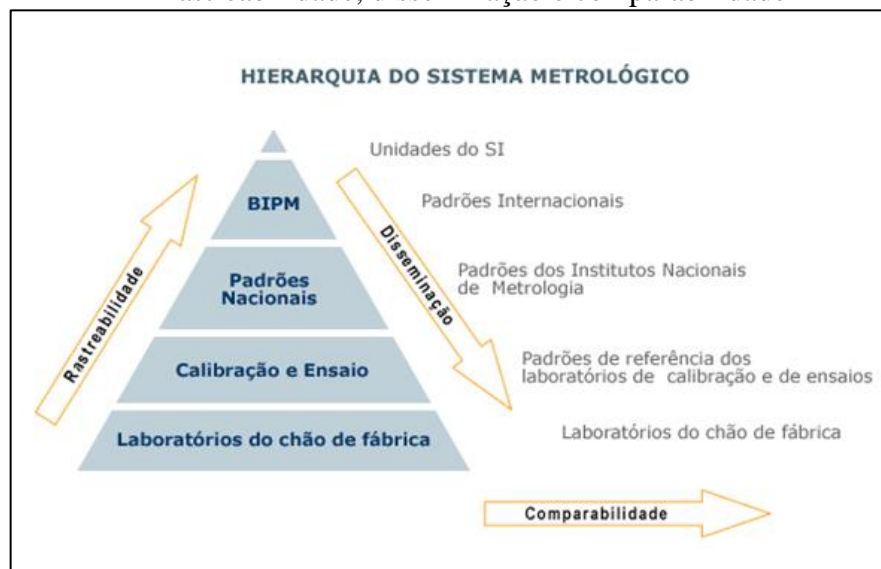 HIERARQUIA DO SISTEMA METROLÓGICO
Unidades do SI
BIPM
Padrões Internacionais
Rastreabilidade
Disseminação
Padrões
Nacionais
Padrões dos Institutos Nacionais
de Metrologia
Calibração e Ensaio
Padrões de referência dos
laboratórios de calibração e de ensaios
Laboratórios do chão de fábrica
Laboratórios do chão de fábrica
Comparabilidade